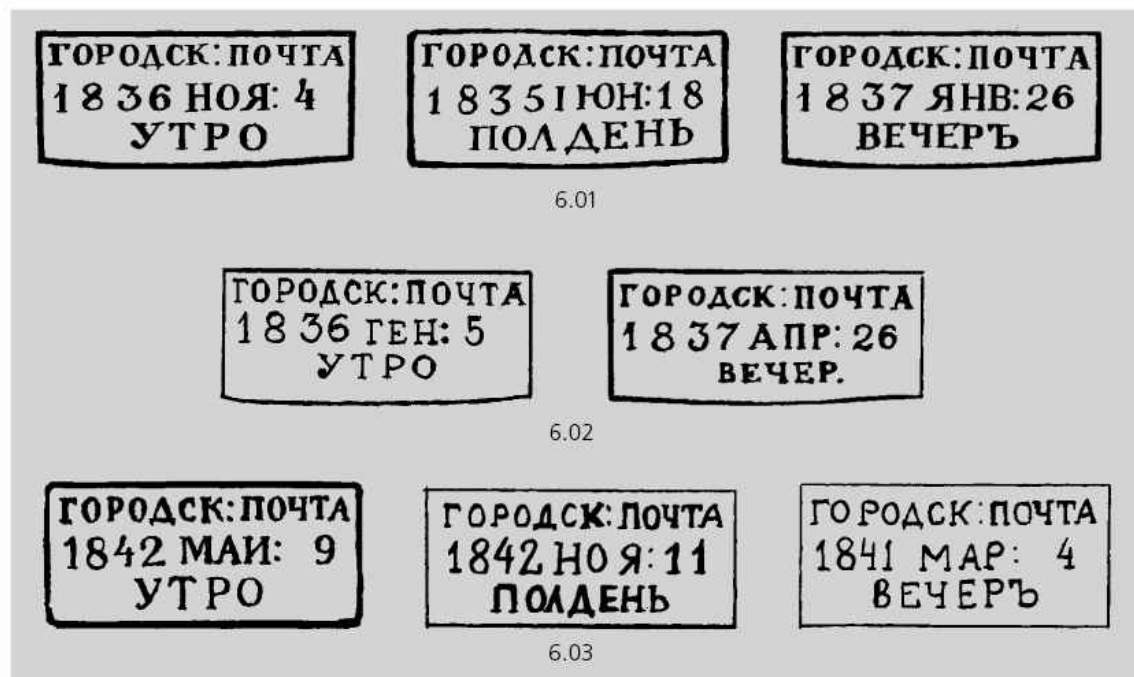 ГОРОДСК:ПОЧТА
1836 НОЯ: 4
УТРО
ГОРОДСК:ПОЧТА
1835 IЮН:18
ПОЛДЕНЬ
ГОРОДСК:ПОЧТА
1837 ЯНВ:26
ВЕЧЕРЪ
6.01
ГОРОДСК:ПОЧТА
1836 ГЕН: 5
УТРО
ГОРОДСК:ПОЧТА
1837 АПР: 26
ВЕЧЕР.
6.02
ГОРОДСК:ПОЧТА
1842 МАИ: 9
УТРО
ГОРОДСК:ПОЧТА
1842 НОЯ:11
ПОЛДЕНЬ
ГОРОДСК:ПОЧТА
1841 МАР: 4
ВЕЧЕРЪ
6.03